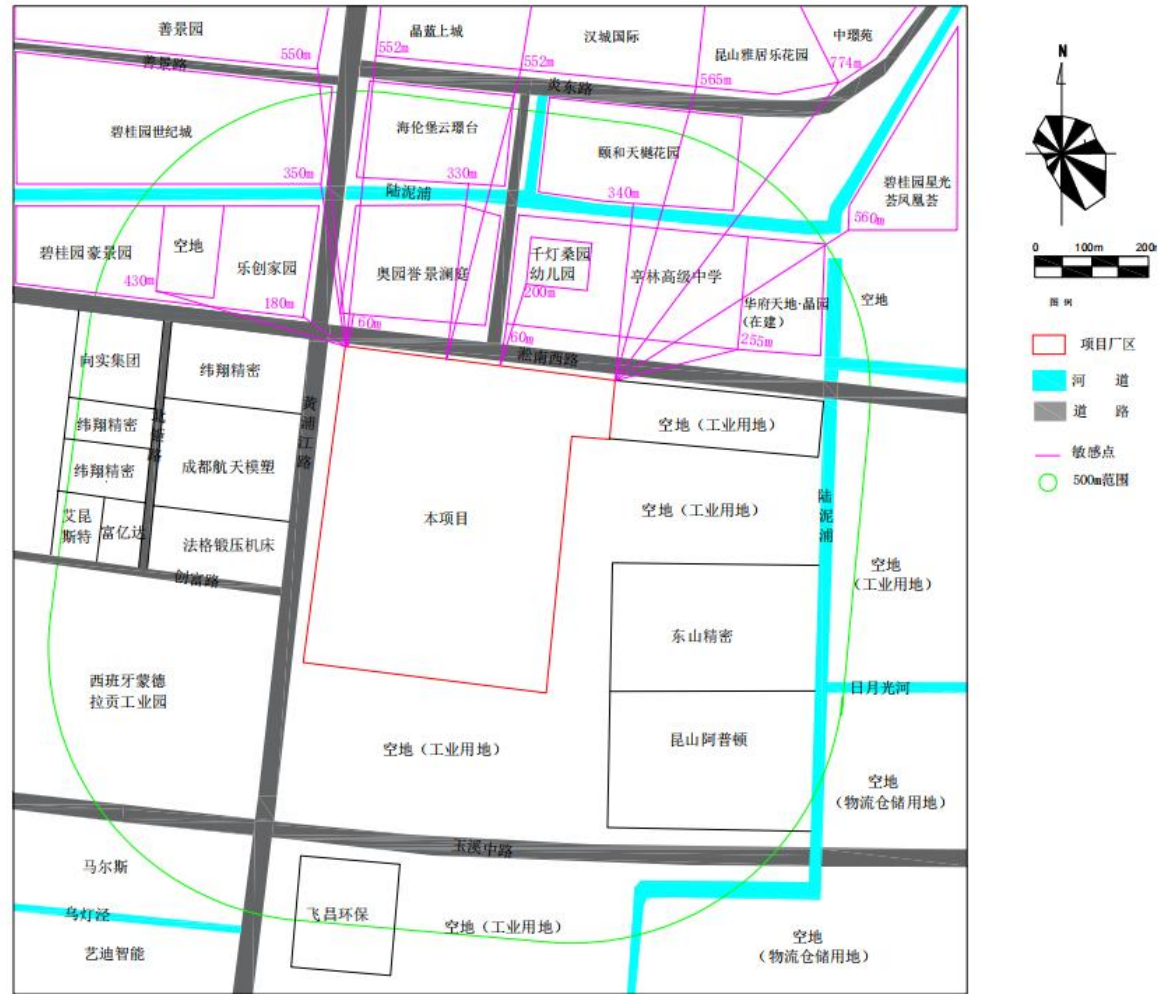 善景园
晶蓝上城
汉城国际
中璟苑
昆山雅居乐花园
550m
552m
552m
565m
774m
善景路
炎东路
碧桂园世纪城
海伦堡云璟台
颐和天樾花园
碧桂园星光
荟凤凰荟
350m
330m
340m
陆泥浦
560m
碧桂园豪景园
空地
乐创家园
奥园誉景澜庭
千灯桑园
幼儿园
亭林高级中学
华府天地·晶园
(在建)
空地
430m
180m
60m
200m
60m
255m
淞南西路
向实集团
纬翔精密
纬翔精密
纬翔精密
成都航天模塑
艾昆
斯特
富亿达
法格锻压机床
黄浦江路
创富路
本项目
空地（工业用地）
空地（工业用地）
陆泥浦
空地
（工业用地）
东山精密
日月光河
昆山阿普顿
西班牙蒙德
拉贡工业园
空地（工业用地）
空地
（物流仓储用地）
玉溪中路
马尔斯
乌灯泾
艺迪智能
飞昌环保
空地（工业用地）
空地
（物流仓储用地）
N
0 100m 200m
图例
项目厂区
河 道
道 路
敏感点
500m范围